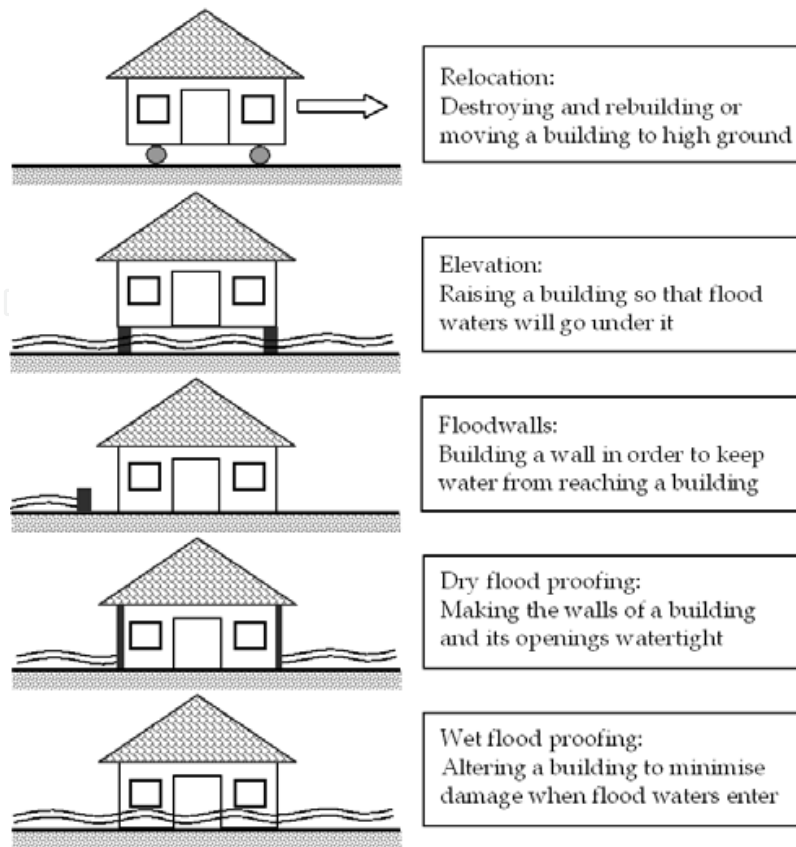 Relocation:
Destroying and rebuilding or
moving a building to high ground
Elevation:
Raising a building so that flood
waters will go under it
Floodwalls:
Building a wall in order to keep
water from reaching a building
Dry flood proofing:
Making the walls of a building
and its openings watertight
Wet flood proofing:
Altering a building to minimise
damage when flood waters enter